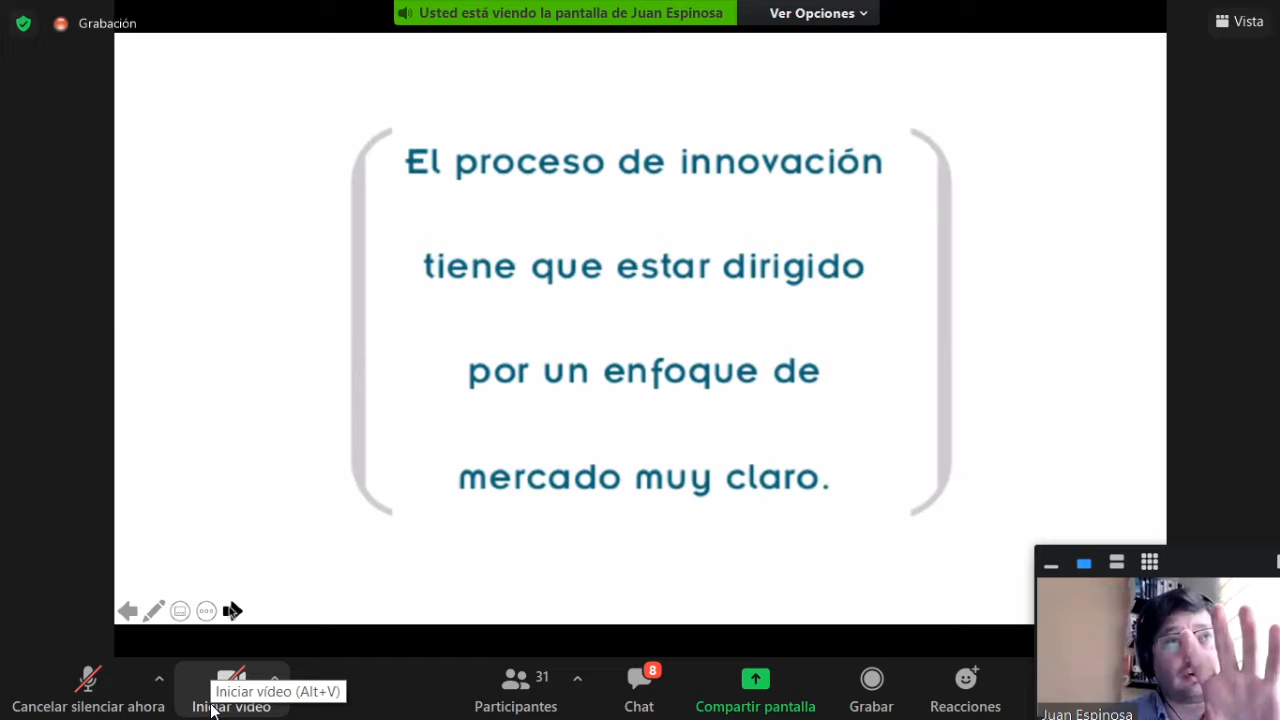 Grabación
Usted está viendo la pantalla de Juan Espinosa
Ver Opciones
Vista
El proceso de innovación
tiene que estar dirigido
por un enfoque de
mercado muy claro.
Iniciar vídeo (Alt+V)
31
8
Cancelar silenciar ahora
Iniciar vídeo
Participantes
Chat
Compartir pantalla
Grabar
Reacciones
Juan Espinosa